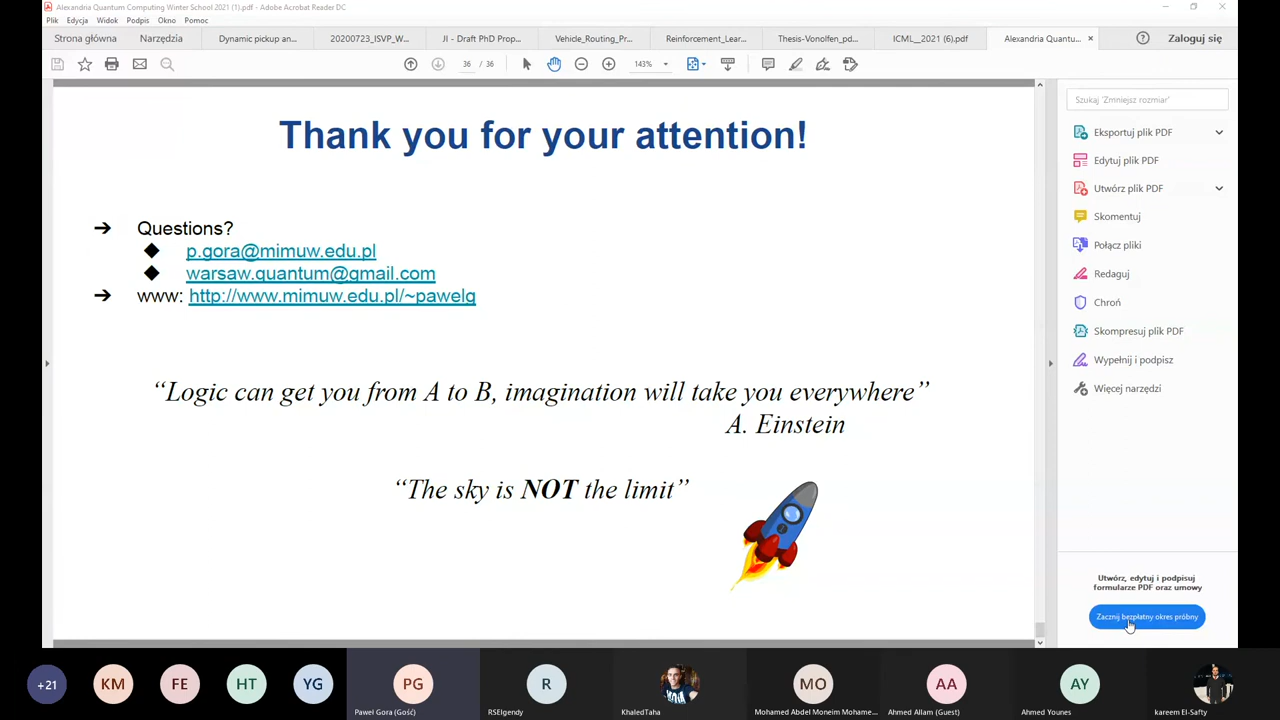 Alexandria Quantum Computing Winter School 2021 (1).pdf - Adobe Acrobat Reader DC
Plik Edycja Widok Podpis Okno Pomoc
Strona główna Narzędzia Dynamic pickup an... 20200723_ISVP_W... JI - Draft PhD Prop... Vehicle_Routing_Pr... Reinforcement_Lear... Thesis-Vonolfen_pd... ICML__2021 (6).pdf Alexandria Quantu... Zaloguj się
36 / 36 143%
Thank you for your attention!
➔ Questions?
◆ p.gora@mimuw.edu.pl
◆ warsaw.quantum@gmail.com
➔ www: http://www.mimuw.edu.pl/~pawelg
“Logic can get you from A to B, imagination will take you everywhere”
A. Einstein
“The sky is NOT the limit”
Szukaj 'Zmniejsz rozmiar'
Eksportuj plik PDF
Edytuj plik PDF
Utwórz plik PDF
Skomentuj
Połącz pliki
Redaguj
Chroń
Skompresuj plik PDF
Wypełnij i podpisz
Więcej narzędzi
Utwórz, edytuj i podpisuj
formularze PDF oraz umowy
Zacznij bezpłatny okres próbny
+21 KM FE HT YG PG R MO AA AY
Paweł Gora (Gość) RSElgendy KhaledTaha Mohamed Abdel Moneim Mohame... Ahmed Allam (Guest) Ahmed Younes kareem El-Safty